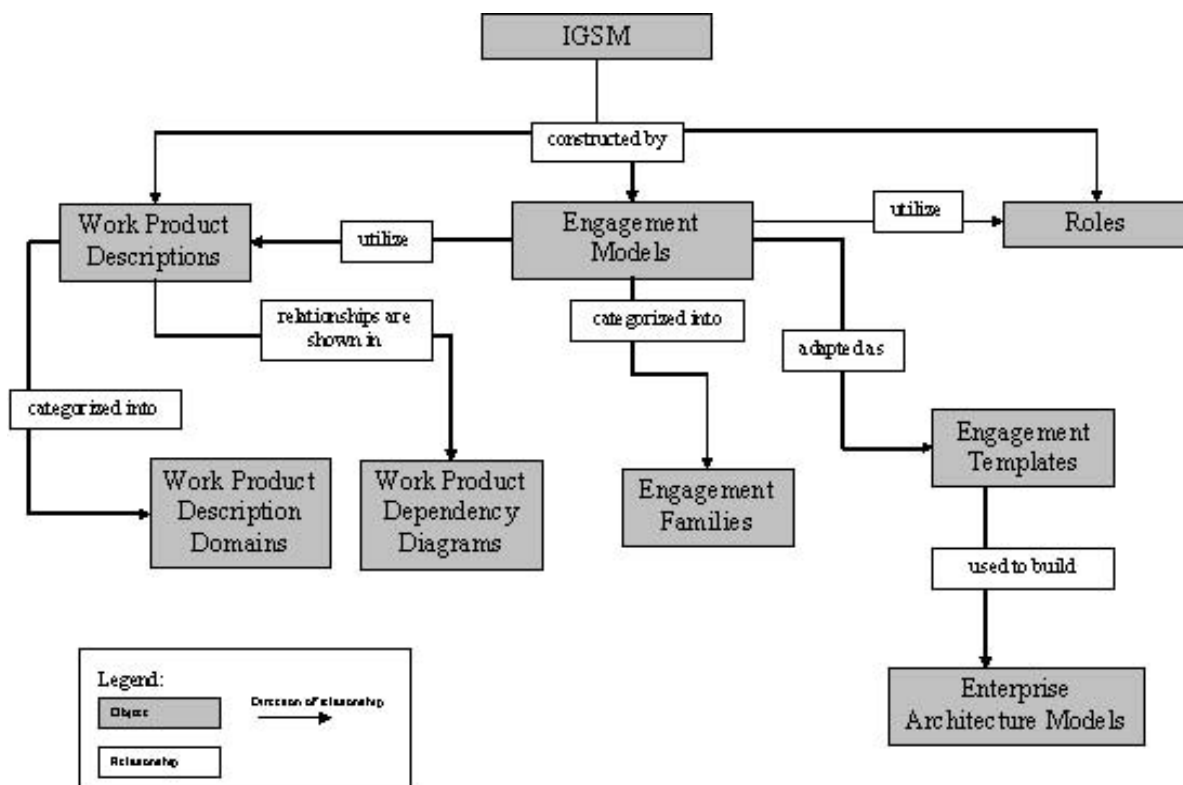 IGSM
constructed by
Work Product
Descriptions
utilize
Engagement
Models
utilize
Roles
relationships are
shown in
categorized into
adapted as
categorized into
Engagement
Templates
Work Product
Description
Domains
Work Product
Dependency
Diagrams
Engagement
Families
used to build
Enterprise
Architecture Models
Legend:
Object
Direction of relationship
Relationship